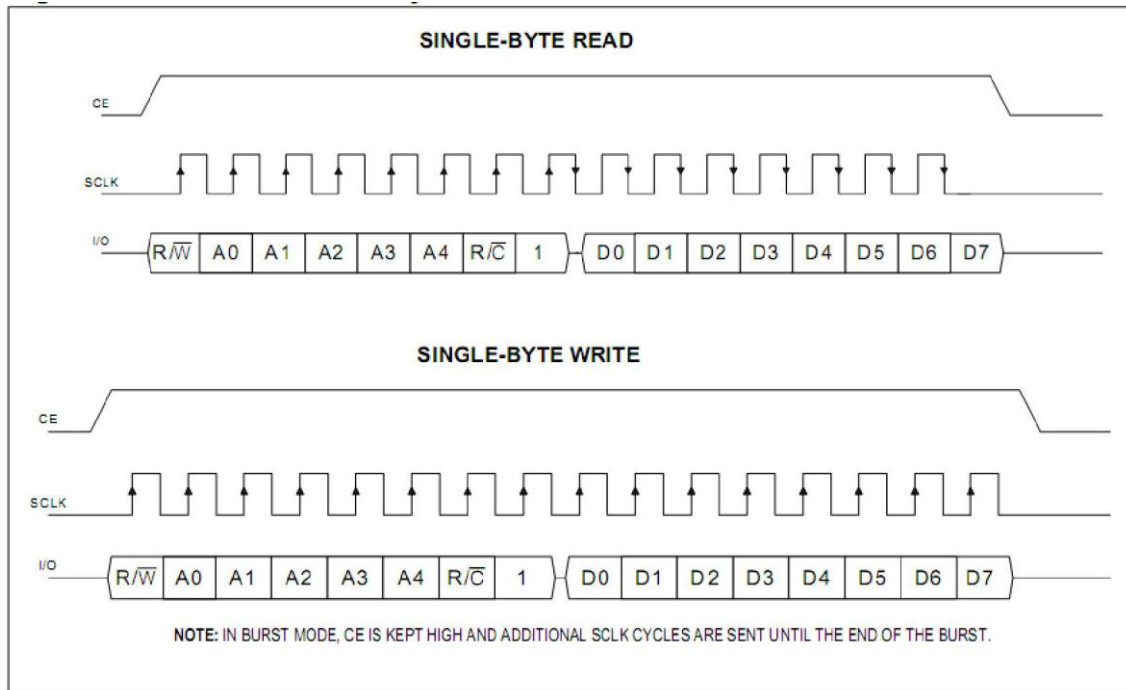 SINGLE-BYTE READ
CE
SCLK
I/O
R/W̅ A0 A1 A2 A3 A4 R/C̅ 1 D0 D1 D2 D3 D4 D5 D6 D7
SINGLE-BYTE WRITE
CE
SCLK
I/O
R/W̅ A0 A1 A2 A3 A4 R/C̅ 1 D0 D1 D2 D3 D4 D5 D6 D7
NOTE: IN BURST MODE, CE IS KEPT HIGH AND ADDITIONAL SCLK CYCLES ARE SENT UNTIL THE END OF THE BURST.